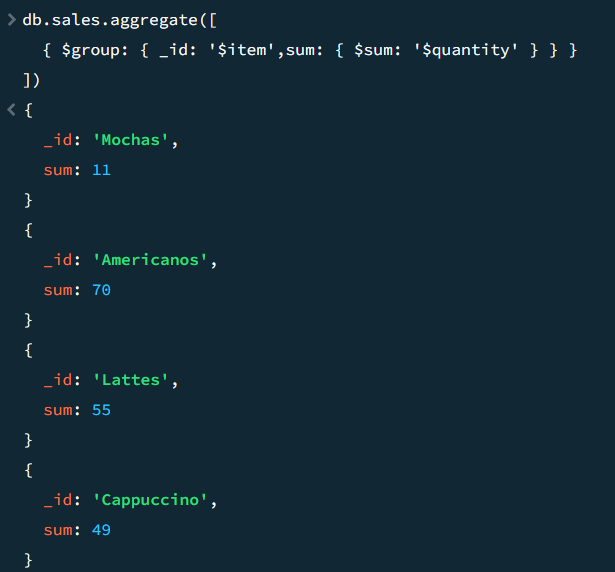 > db.sales.aggregate([
{ $group: { _id: '$item',sum: { $sum: '$quantity' } } }
])
< {
_id: 'Mochas',
sum: 11
}
{
_id: 'Americanos',
sum: 70
}
{
_id: 'Lattes',
sum: 55
}
{
_id: 'Cappuccino',
sum: 49
}